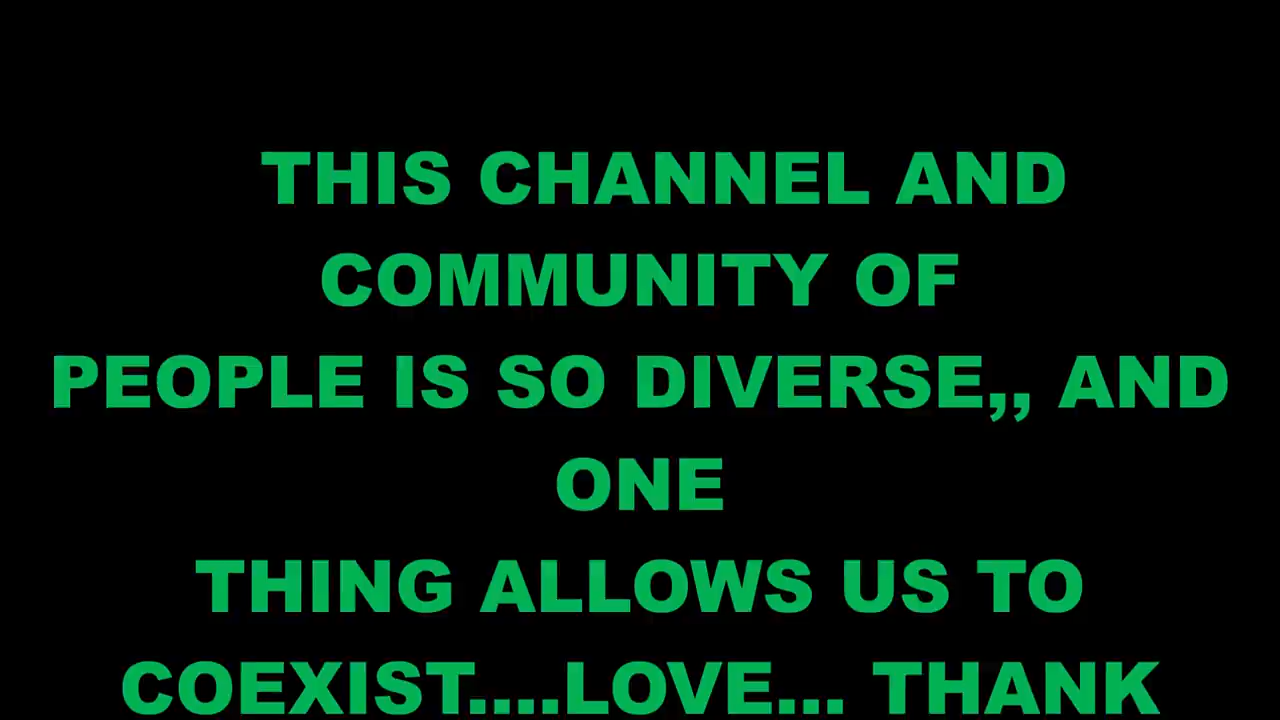 THIS CHANNEL AND
COMMUNITY OF
PEOPLE IS SO DIVERSE,, AND
ONE
THING ALLOWS US TO
COEXIST....LOVE... THANK